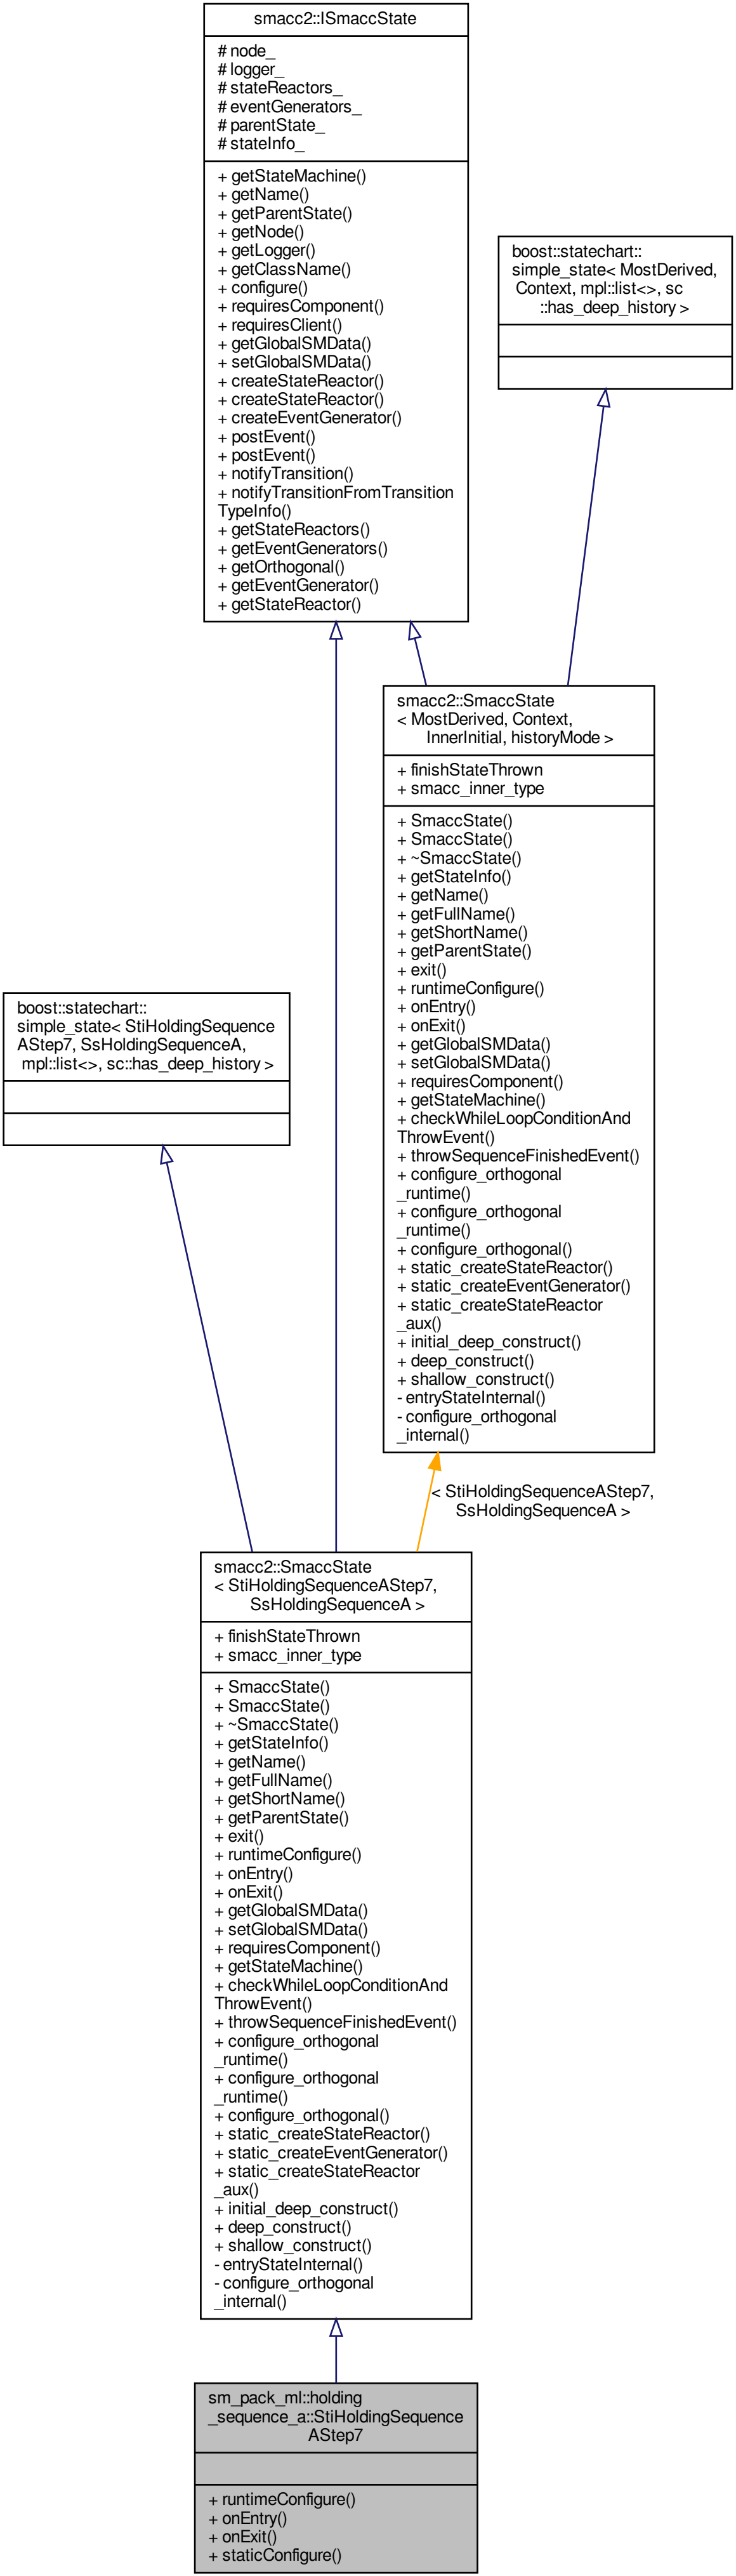 smacc2::ISmaccState
# node_
# logger_
# stateReactors_
# eventGenerators_
# parentState_
# stateInfo_
+ getStateMachine()
+ getName()
+ getParentState()
+ getNode()
+ getLogger()
+ getClassName()
+ configure()
+ requiresComponent()
+ requiresClient()
+ getGlobalSMData()
+ setGlobalSMData()
+ createStateReactor()
+ createStateReactor()
+ createEventGenerator()
+ postEvent()
+ postEvent()
+ notifyTransition()
+ notifyTransitionFromTransition
TypeInfo()
+ getStateReactors()
+ getEventGenerators()
+ getOrthogonal()
+ getEventGenerator()
+ getStateReactor()
boost::statechart::
simple_state< MostDerived,
Context, mpl::list<>, sc
::has_deep_history >
smacc2::SmaccState
< MostDerived, Context,
InnerInitial, historyMode >
+ finishStateThrown
+ smacc_inner_type
+ SmaccState()
+ SmaccState()
+ ~SmaccState()
+ getStateInfo()
+ getName()
+ getFullName()
+ getShortName()
+ getParentState()
+ exit()
+ runtimeConfigure()
+ onEntry()
+ onExit()
+ getGlobalSMData()
+ setGlobalSMData()
+ requiresComponent()
+ getStateMachine()
+ checkWhileLoopConditionAnd
ThrowEvent()
+ throwSequenceFinishedEvent()
+ configure_orthogonal
_runtime()
+ configure_orthogonal
_runtime()
+ configure_orthogonal()
+ static_createStateReactor()
+ static_createEventGenerator()
+ static_createStateReactor
_aux()
+ initial_deep_construct()
+ deep_construct()
+ shallow_construct()
- entryStateInternal()
- configure_orthogonal
_internal()
boost::statechart::
simple_state< StiHoldingSequence
AStep7, SsHoldingSequenceA,
mpl::list<>, sc::has_deep_history >
< StiHoldingSequenceAStep7,
SsHoldingSequenceA >
smacc2::SmaccState
< StiHoldingSequenceAStep7,
SsHoldingSequenceA >
+ finishStateThrown
+ smacc_inner_type
+ SmaccState()
+ SmaccState()
+ ~SmaccState()
+ getStateInfo()
+ getName()
+ getFullName()
+ getShortName()
+ getParentState()
+ exit()
+ runtimeConfigure()
+ onEntry()
+ onExit()
+ getGlobalSMData()
+ setGlobalSMData()
+ requiresComponent()
+ getStateMachine()
+ checkWhileLoopConditionAnd
ThrowEvent()
+ throwSequenceFinishedEvent()
+ configure_orthogonal
_runtime()
+ configure_orthogonal
_runtime()
+ configure_orthogonal()
+ static_createStateReactor()
+ static_createEventGenerator()
+ static_createStateReactor
_aux()
+ initial_deep_construct()
+ deep_construct()
+ shallow_construct()
- entryStateInternal()
- configure_orthogonal
_internal()
sm_pack_ml::holding
_sequence_a::StiHoldingSequence
AStep7
+ runtimeConfigure()
+ onEntry()
+ onExit()
+ staticConfigure()